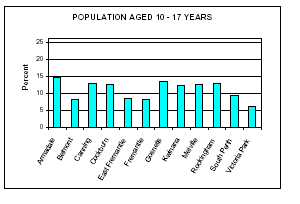 POPULATION AGED 10 - 17 YEARS
Percent
25
20
15
10
5
0
Armadale
Belmont
Canning
Cockburn
East Fremantle
Fremantle
Gosnells
Kwinana
Melville
Rockingham
South Perth
Victoria Park